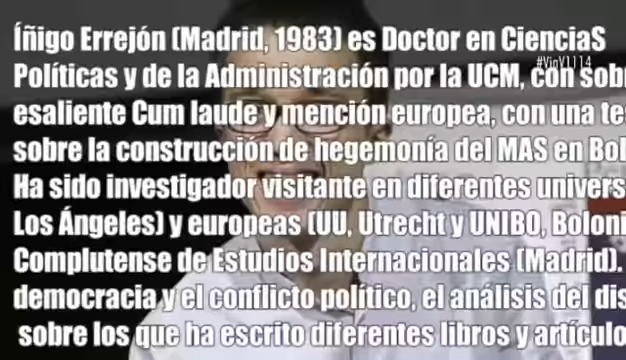 Íñigo Errejón (Madrid, 1983) es Doctor en CienciaS
#ViaV1114
Políticas y de la Administración por la UCM, con sobr
esaliente Cum laude y mención europea, con una te
sobre la construcción de hegemonía del MAS en Bol
Ha sido investigador visitante en diferentes univers
Los Ángeles) y europeas (UU, Utrecht y UNIBO, Boloni
Complutense de Estudios Internacionales (Madrid).
democracia y el conflicto político, el análisis del dis
sobre los que ha escrito diferentes libros y artículo